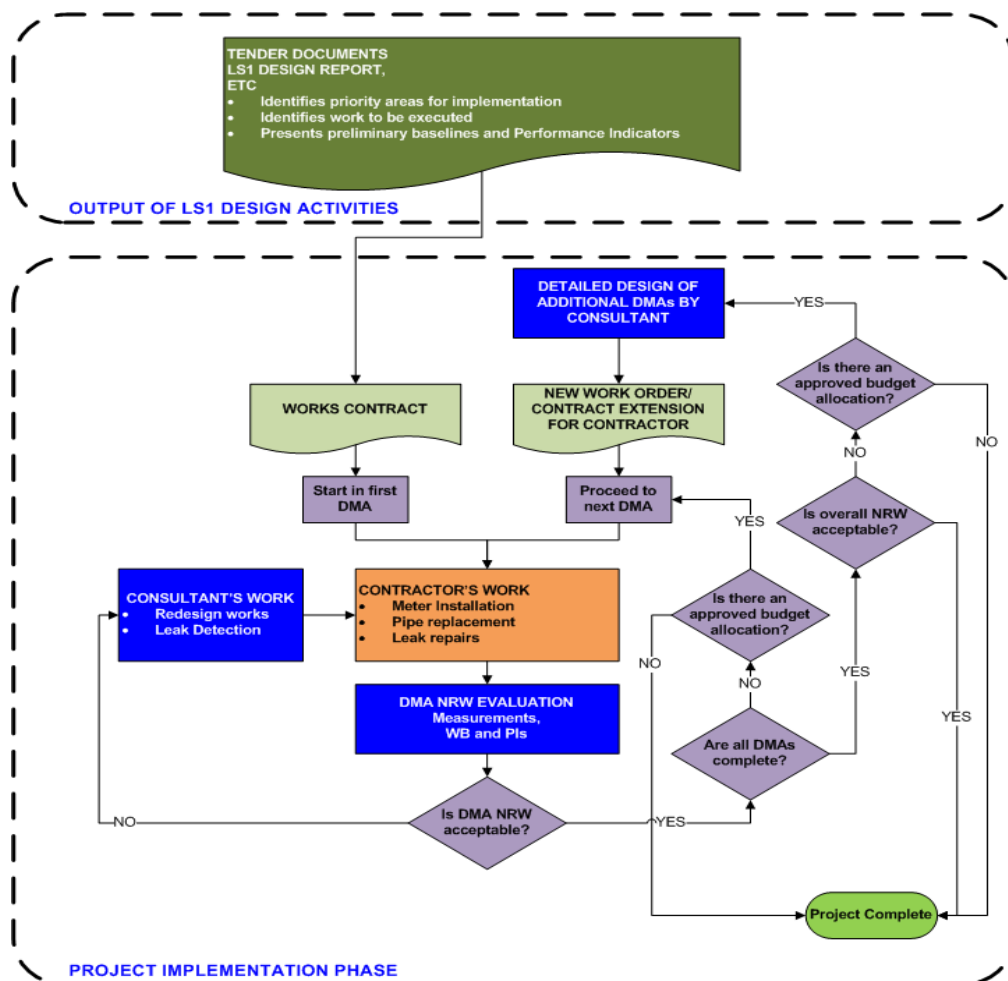 TENDER DOCUMENTS
LS1 DESIGN REPORT,
ETC
• Identifies priority areas for implementation
• Identifies work to be executed
• Presents preliminary baselines and Performance Indicators
OUTPUT OF LS1 DESIGN ACTIVITIES
DETAILED DESIGN OF
ADDITIONAL DMAs BY
CONSULTANT
YES
Is there an
approved budget
allocation?
WORKS CONTRACT
NEW WORK ORDER/
CONTRACT EXTENSION
FOR CONTRACTOR
NO
NO
Start in first
DMA
Proceed to
next DMA
YES
Is overall NRW
acceptable?
CONSULTANT'S WORK
• Redesign works
• Leak Detection
CONTRACTOR'S WORK
• Meter Installation
• Pipe replacement
• Leak repairs
Is there an
approved budget
allocation?
NO
NO
YES
YES
DMA NRW EVALUATION
Measurements,
WB and PIs
Are all DMAs
complete?
Is DMA NRW
acceptable?
NO
YES
Project Complete
PROJECT IMPLEMENTATION PHASE